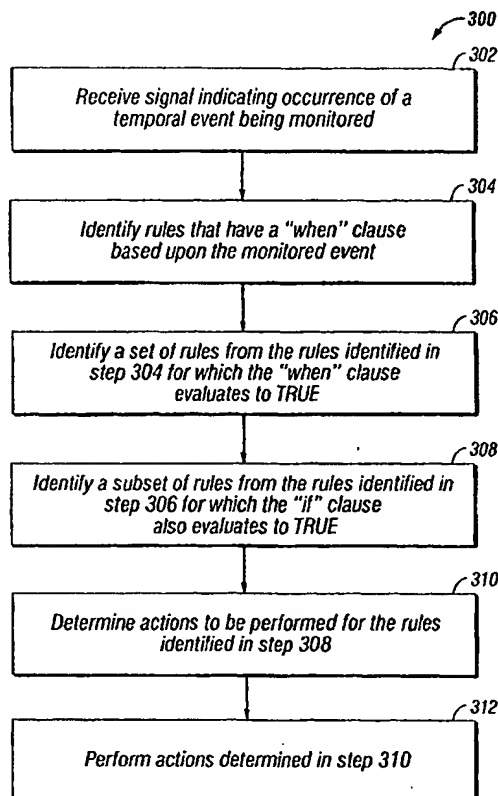 300
302
Receive signal indicating occurrence of a
temporal event being monitored
304
Identify rules that have a "when" clause
based upon the monitored event
306
Identify a set of rules from the rules identified in
step 304 for which the "when" clause
evaluates to TRUE
308
Identify a subset of rules from the rules identified in
step 306 for which the "if" clause
also evaluates to TRUE
310
Determine actions to be performed for the rules
identified in step 308
312
Perform actions determined in step 310